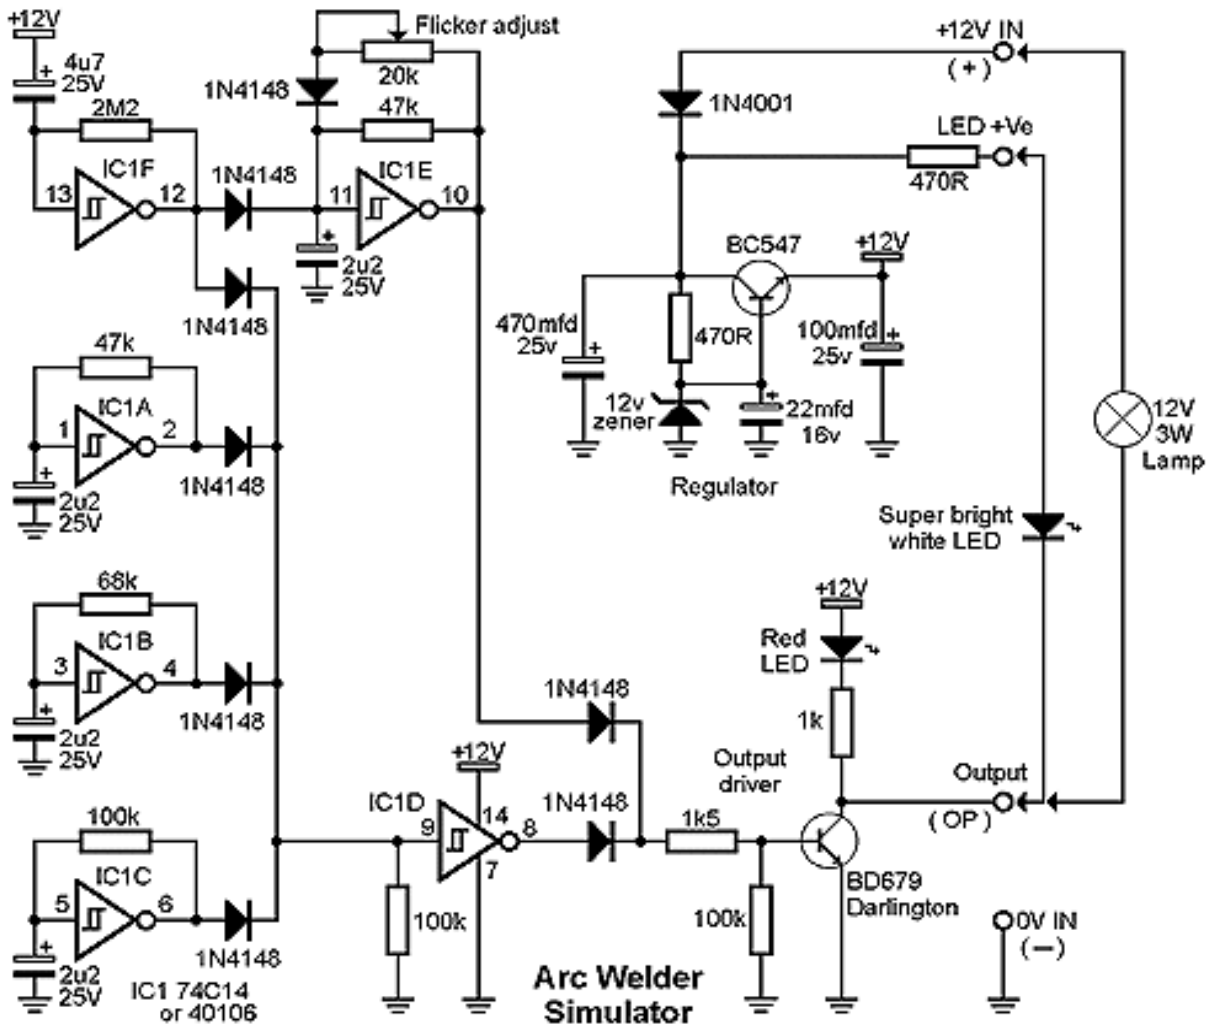 +12V
4u7
25V
2M2
IC1F
13
12
1N4148
1N4148
Flicker adjust
20k
1N4148
47k
IC1E
11
10
2u2
25V
47k
IC1A
1
2
1N4148
2u2
25V
68k
IC1B
3
4
1N4148
2u2
25V
100k
IC1C
5
6
1N4148
2u2
25V
IC1 74C14
or 40106
+12V
IC1D
9
14
8
7
100k
1N4148
1N4148
1k5
100k
Arc Welder
Simulator
+12V IN
(+)
1N4001
LED +Ve
470R
BC547
+12V
470mfd
25v
470R
100mfd
25v
12v
zener
22mfd
16v
Regulator
12V
3W
Lamp
Super bright
white LED
+12V
Red
LED
1k
Output
driver
Output
(OP)
BD679
Darlington
0V IN
(—)